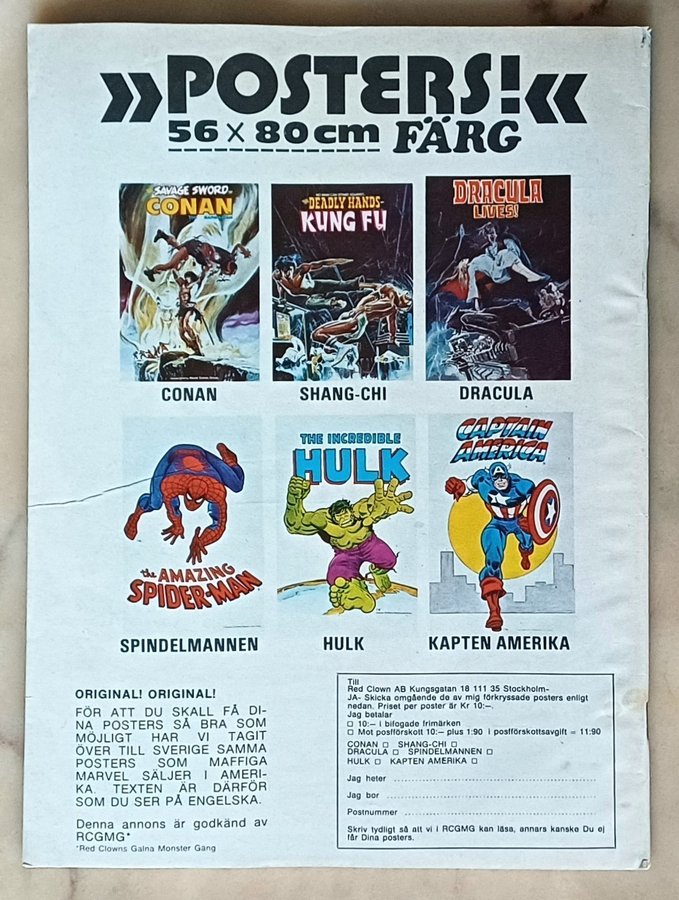 »POSTERS!«
56 x 80 cm FÄRG
SAVAGE SWORD OF
CONAN
THE DEADLY HANDS OF
KUNG FU
DRACULA
LIVES!
CONAN
SHANG-CHI
DRACULA
the AMAZING
SPIDER-MAN
THE INCREDIBLE
HULK
CAPTAIN
AMERICA
SPINDELMANNEN
HULK
KAPTEN AMERIKA
ORIGINAL! ORIGINAL!
FÖR ATT DU SKALL FÅ DI-
NA POSTERS SÅ BRA SOM
MÖJLIGT HAR VI TAGIT
ÖVER TILL SVERIGE SAMMA
POSTERS SOM MAFFIGA
MARVEL SÄLJER I AMERI-
KA. TEXTEN ÄR DÄRFÖR
SOM DU SER PÅ ENGELSKA.
Denna annons är godkänd av
RCGMG*
*Red Clowns Galna Monster Gang
Till
Red Clown AB Kungsgatan 18 111 35 Stockholm-
JA- Skicka omgående de av mig förkryssade posters enligt
nedan. Priset per poster är Kr 10:–.
Jag betalar
□ 10:– i bifogade frimärken
□ Mot postförskott 10:– plus 1:90 i postförskottsavgift = 11:90
CONAN □ SHANG-CHI □
DRACULA □ SPINDELMANNEN □
HULK □ KAPTEN AMERIKA □
Jag heter
Jag bor
Postnummer
Skriv tydligt så att vi i RCGMG kan läsa, annars kanske Du ej
får Dina posters.